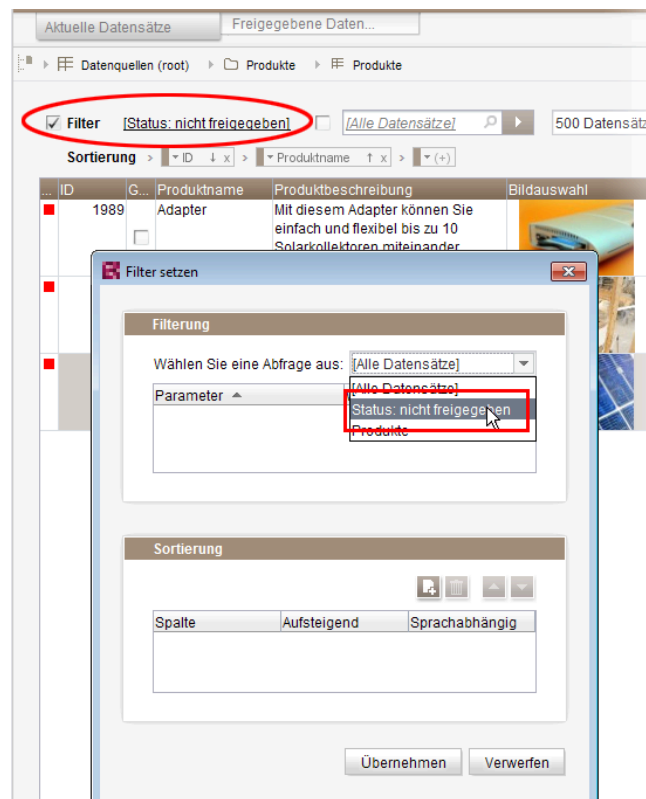 Aktuelle Datensätze
Freigegebene Daten...
Datenquellen (root) Produkte Produkte
Filter [Status: nicht freigegeben] [Alle Datensätze] 500 Datensätz
Sortierung > ID ↓ x > Produktname ↑ x > (+)
... ID G... Produktname Produktbeschreibung Bildauswahl
1989 Adapter Mit diesem Adapter können Sie
einfach und flexibel bis zu 10
Solarkollektoren miteinander
Filter setzen
Filterung
Wählen Sie eine Abfrage aus: [Alle Datensätze]
Parameter
[Alle Datensätze]
Status: nicht freigegeben
Produkte
Sortierung
Spalte Aufsteigend Sprachabhängig
Übernehmen Verwerfen